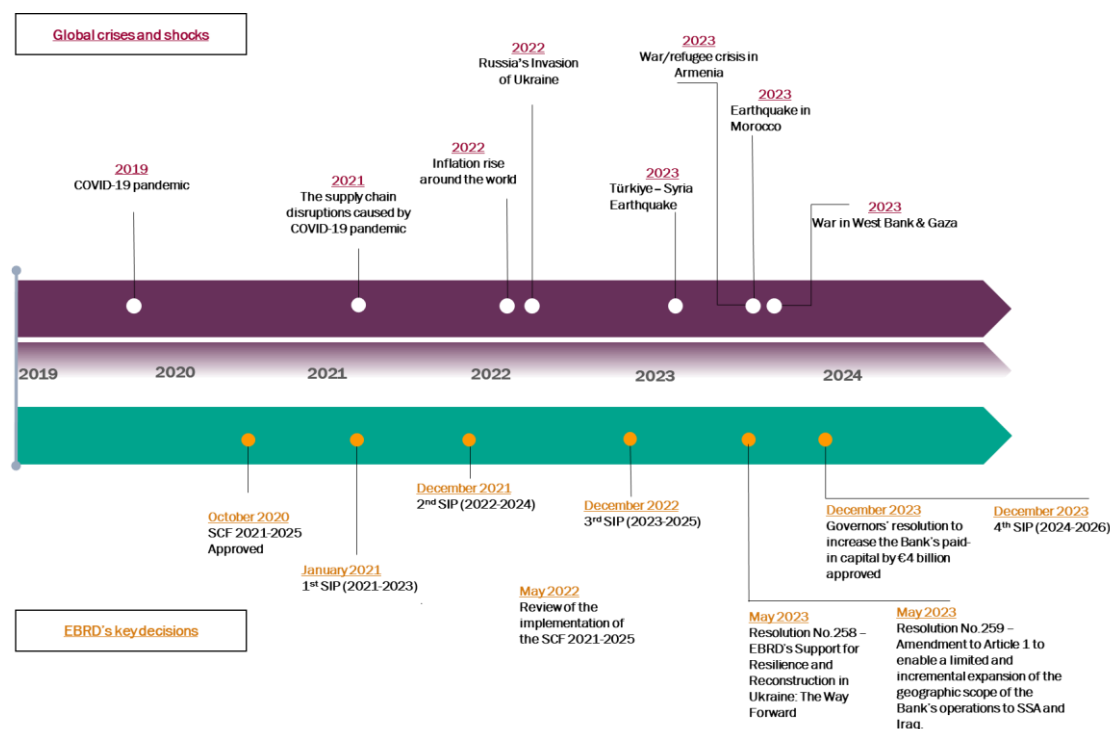 Global crises and shocks
2019
COVID-19 pandemic
2021
The supply chain
disruptions caused by
COVID-19 pandemic
2022
Inflation rise
around the world
2022
Russia's Invasion
of Ukraine
2023
Türkiye – Syria
Earthquake
2023
War/refugee crisis in
Armenia
2023
Earthquake in
Morocco
2023
War in West Bank & Gaza
2019
2020
2021
2022
2023
2024
October 2020
SCF 2021-2025
Approved
January 2021
1st SIP (2021-2023)
December 2021
2nd SIP (2022-2024)
May 2022
Review of the
implementation of
the SCF 2021-2025
December 2022
3rd SIP (2023-2025)
May 2023
Resolution No.258 –
EBRD's Support for
Resilience and
Reconstruction in
Ukraine: The Way
Forward
December 2023
Governors' resolution to
increase the Bank's paid-
in capital by €4 billion
approved
May 2023
Resolution No.259 –
Amendment to Article 1 to
enable a limited and
incremental expansion of the
geographic scope of the
Bank's operations to SSA and
Iraq.
December 2023
4th SIP (2024-2026)
EBRD's key decisions